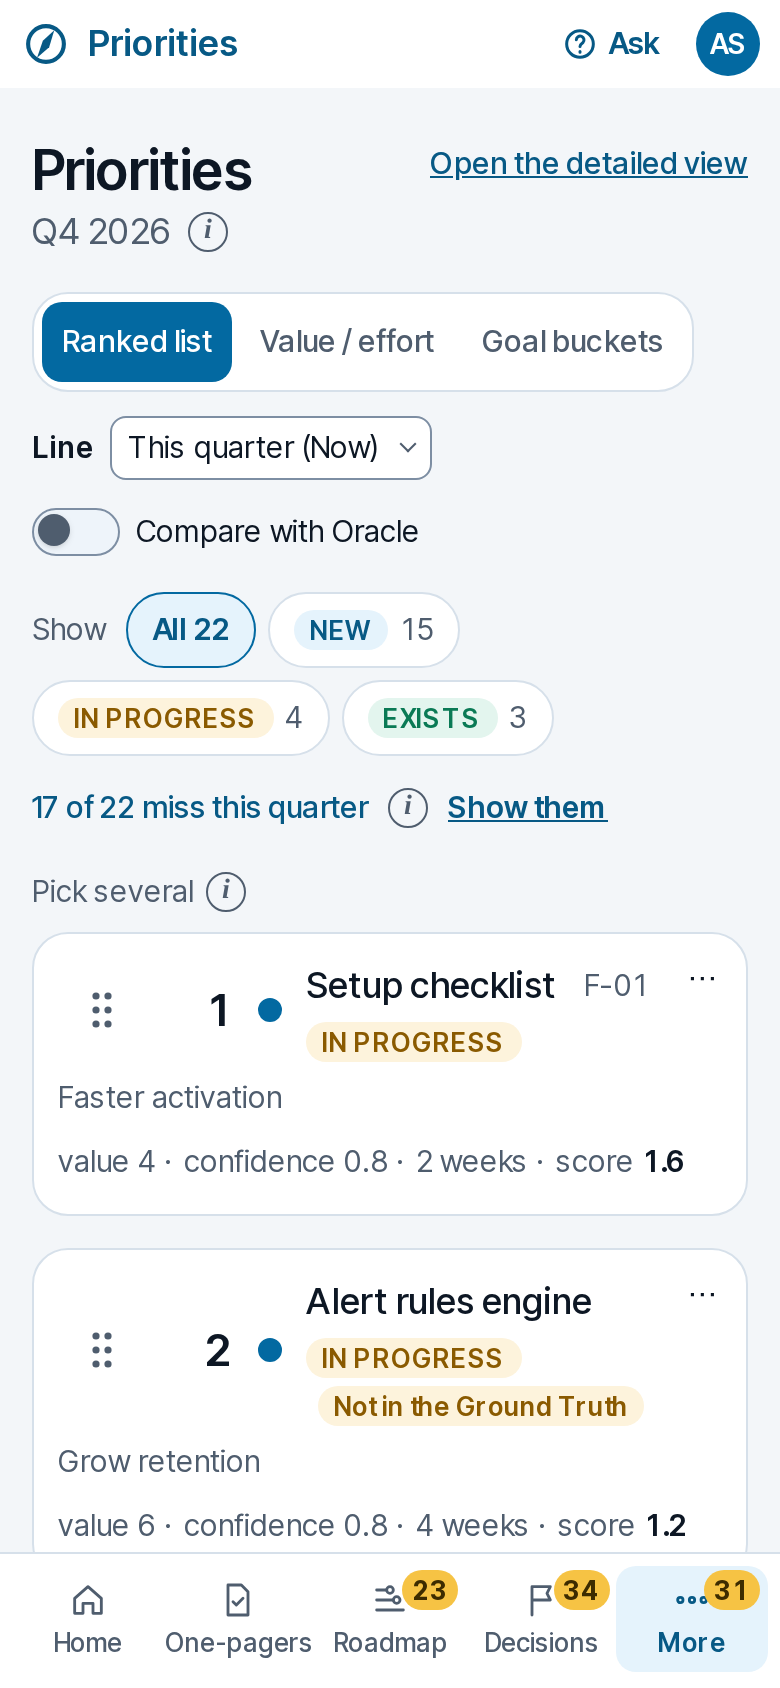 Priorities Ask AS
Priorities Open the detailed view
Q4 2026 i
Ranked list Value / effort Goal buckets
Line This quarter (Now)
Compare with Oracle
Show All 22 NEW 15
IN PROGRESS 4 EXISTS 3
17 of 22 miss this quarter i Show them
Pick several i
1 Setup checklist F-01 ...
IN PROGRESS
Faster activation
value 4 · confidence 0.8 · 2 weeks · score 1.6
Alert rules engine ...
2 IN PROGRESS
Not in the Ground Truth
Grow retention
value 6 · confidence 0.8 · 4 weeks · score 1.2
23 34 31
Home One-pagers Roadmap Decisions More